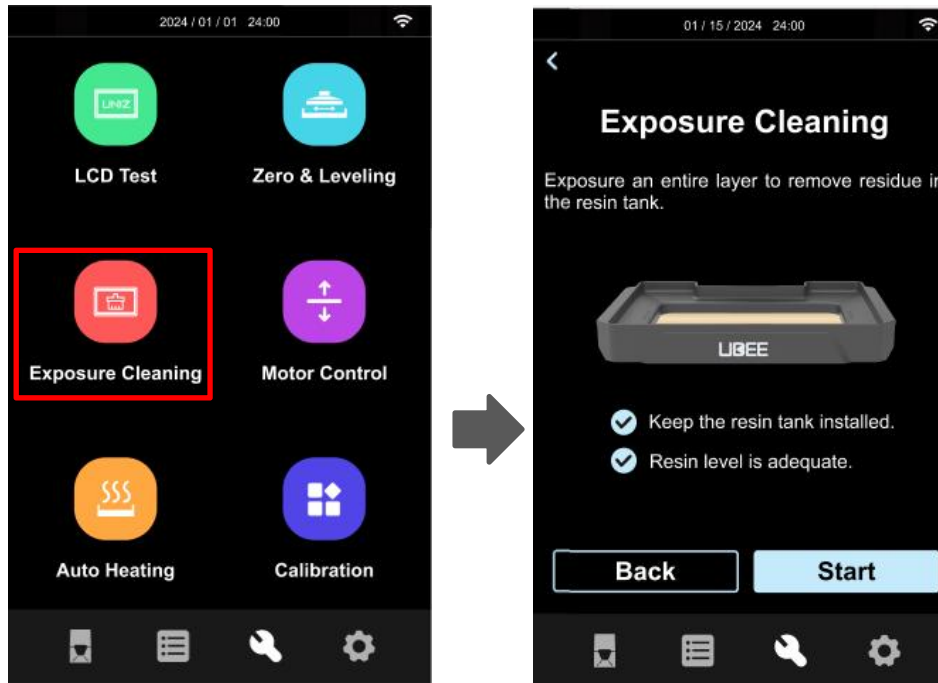 2024 / 01 / 01 24:00
UNIZ
LCD Test
Zero & Leveling
Exposure Cleaning
Motor Control
Auto Heating
Calibration
01 / 15 / 2024 24:00
Exposure Cleaning
Exposure an entire layer to remove residue in
the resin tank.
UBEE
Keep the resin tank installed.
Resin level is adequate.
Back
Start